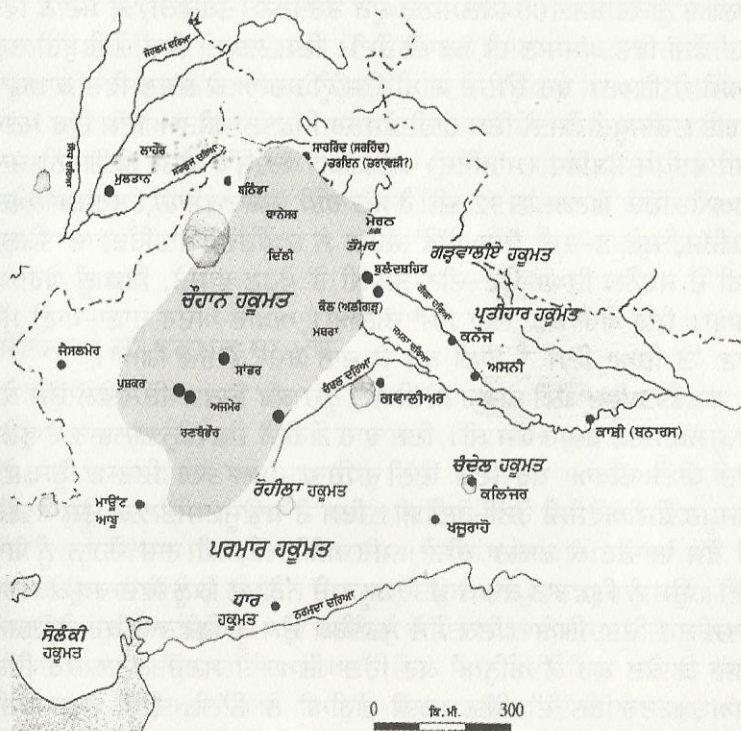 ਜੇਹਲਮ ਦਰਿਆ
ਲਾਹੌਰ
ਸਤਲੁਜ ਦਰਿਆ
ਮੁਲਤਾਨ
ਬਠਿੰਡਾ
ਸਾਰਹਿੰਦ (ਸਰਹਿੰਦ)
ਤਰਾਇਨ (ਤਰਾਵੜੀ?)
ਥਾਨੇਸਰ
ਦਿੱਲੀ
ਮੇਰਠ
ਡੋਮਰ
ਬੁਲੰਦਸ਼ਹਿਰ
ਕੋਲ (ਅਲੀਗੜ੍ਹ)
ਮਥਰਾ
ਗੜ੍ਹਵਾਲੀਏ ਹਕੂਮਤ
ਪ੍ਰਤੀਹਾਰ ਹਕੂਮਤ
ਗੰਗਾ ਦਰਿਆ
ਜਮਨਾ ਦਰਿਆ
ਕਨੌਜ
ਅਸਨੀ
ਚੌਹਾਨ ਹਕੂਮਤ
ਜੈਸਲਮੇਰ
ਸਾਂਭਰ
ਪੁਸ਼ਕਰ
ਅਜਮੇਰ
ਰਣਥੰਭੋਰ
ਚੰਬਲ ਦਰਿਆ
ਗਵਾਲੀਅਰ
ਕਾਸ਼ੀ (ਬਨਾਰਸ)
ਚੰਦੇਲ ਹਕੂਮਤ
ਕਲਿੰਜਰ
ਖਜੁਰਾਹੋ
ਰੋਹੀਲਾ ਹਕੂਮਤ
ਮਾਊਂਟ
ਆਬੂ
ਪਰਮਾਰ ਹਕੂਮਤ
ਧਾਰ
ਹਕੂਮਤ
ਨਰਮਦਾ ਦਰਿਆ
ਸੋਲੰਕੀ
ਹਕੂਮਤ
0 ਕਿ.ਮੀ. 300